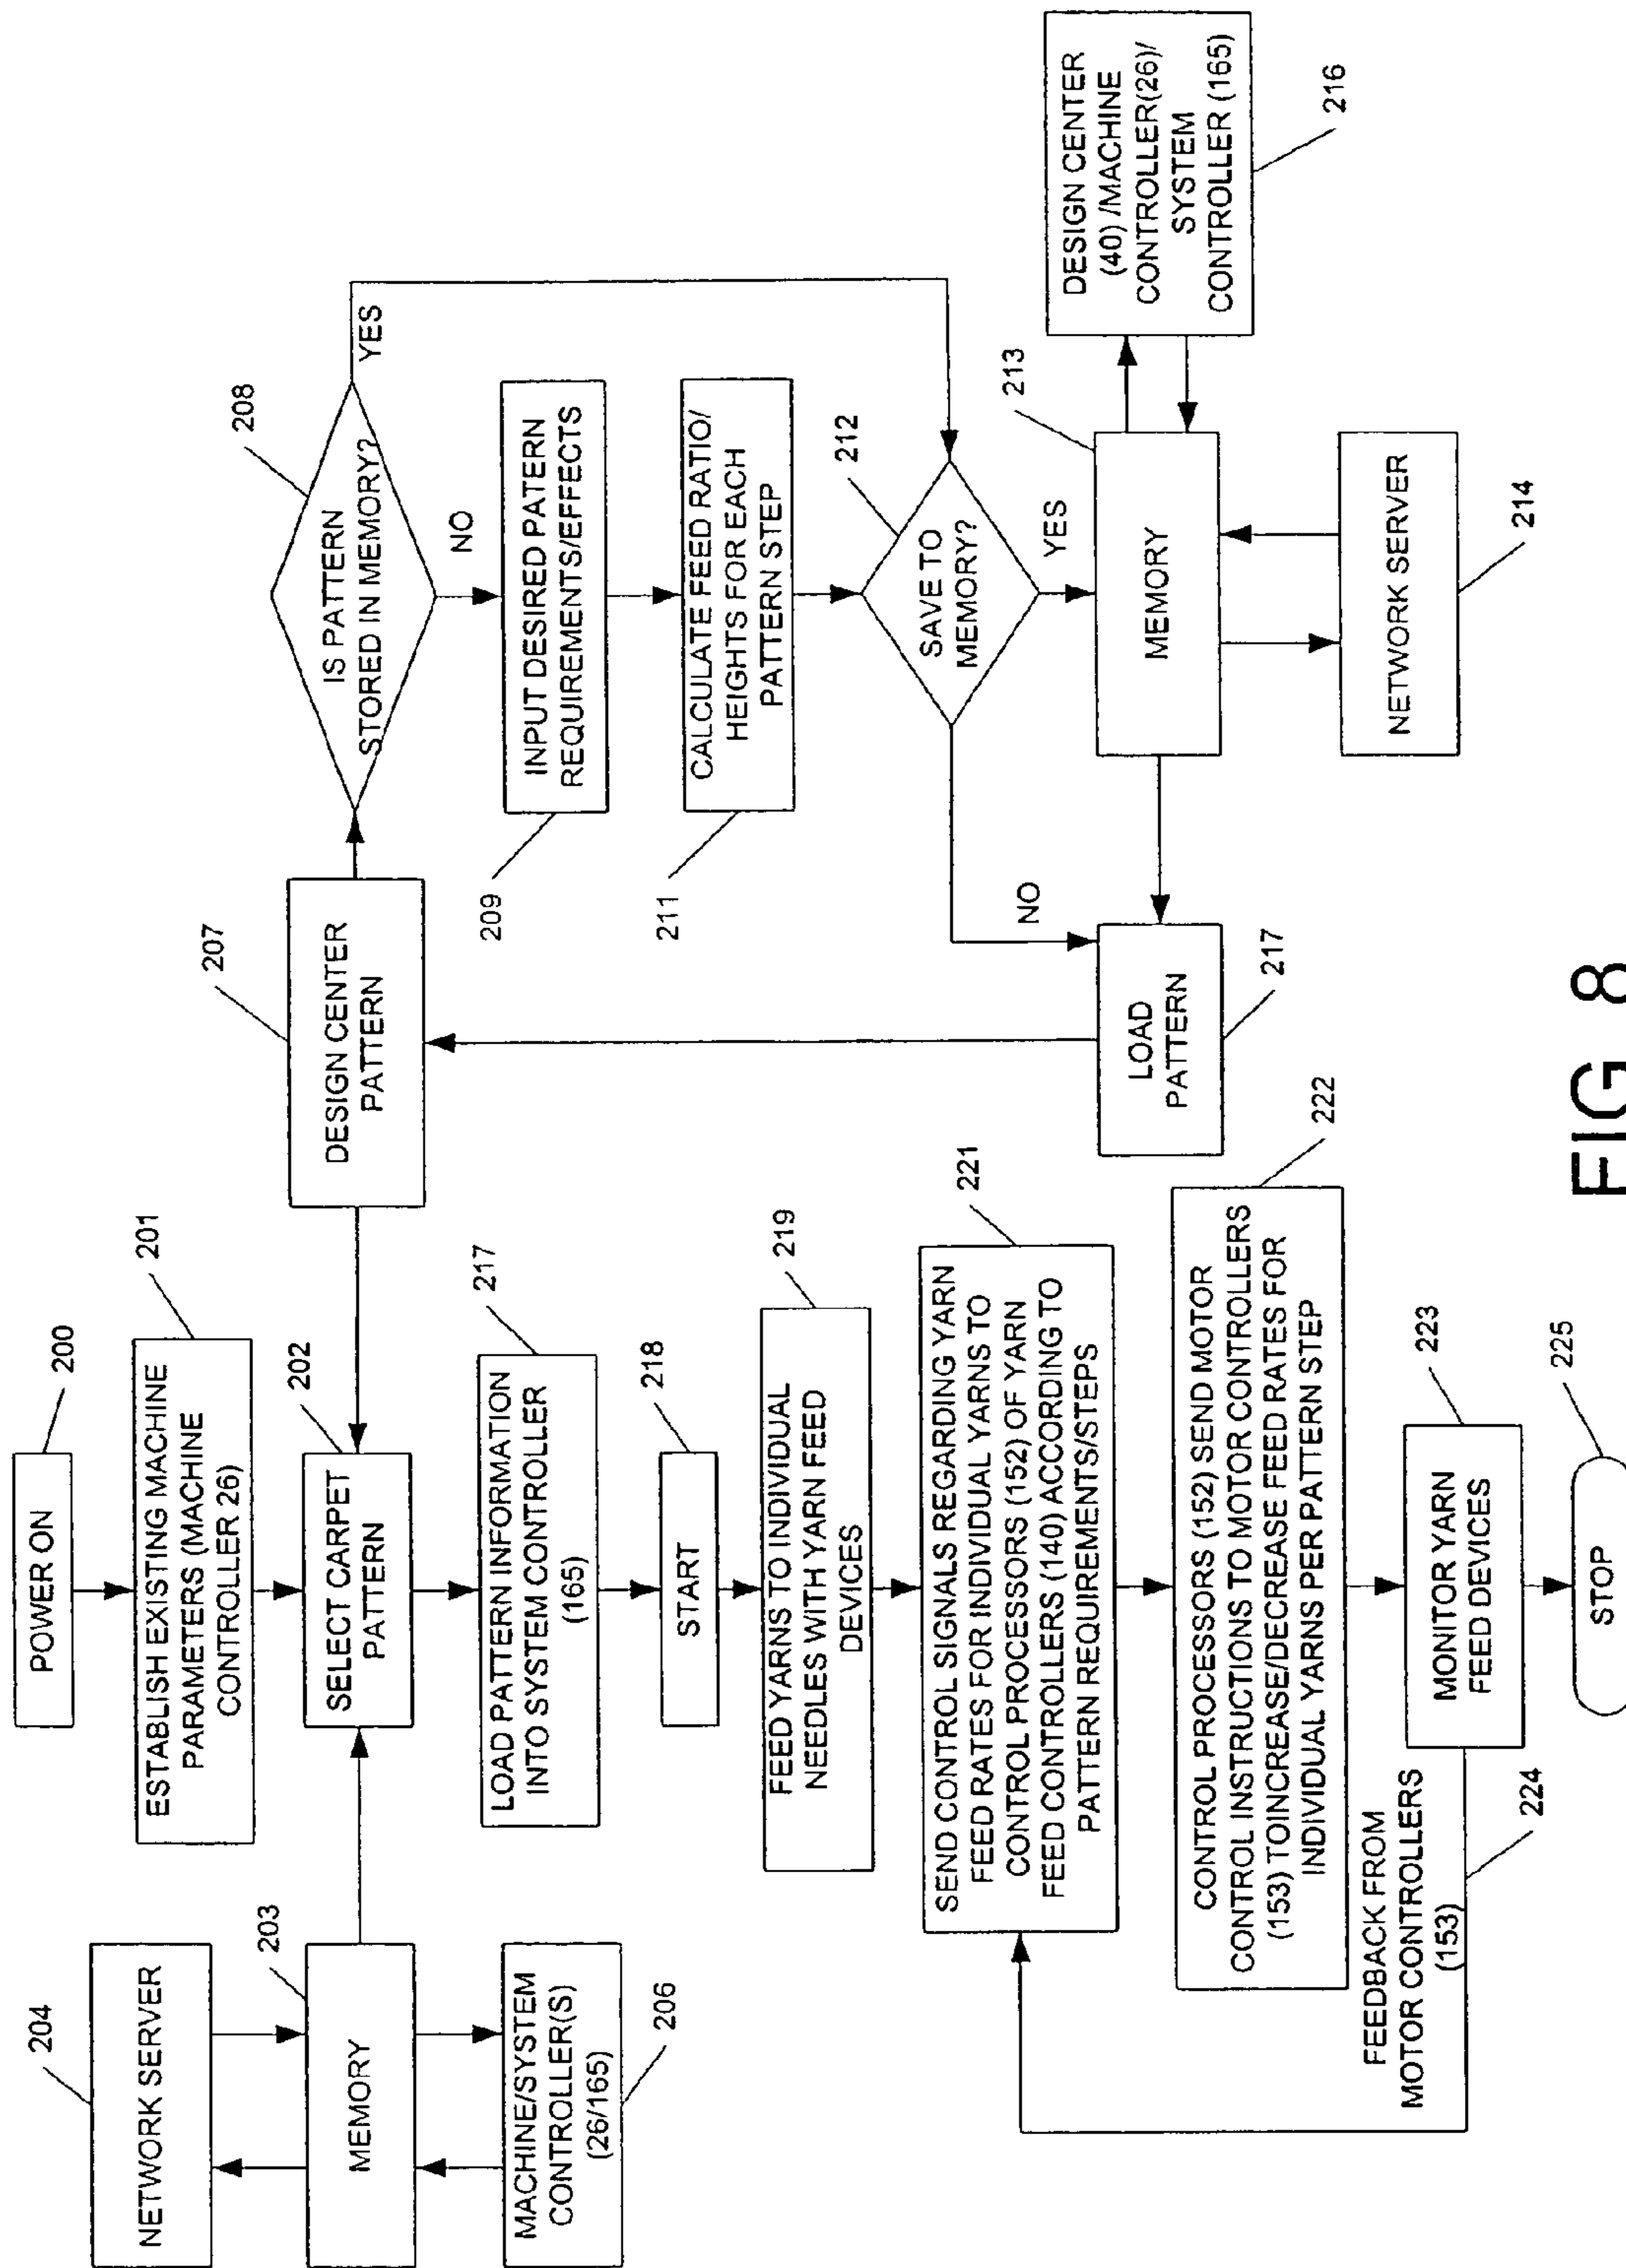 200
POWER ON
201
ESTABLISH EXISTING MACHINE
PARAMETERS (MACHINE
CONTROLLER 26)
202
SELECT CARPET
PATTERN
204
NETWORK SERVER
203
MEMORY
MACHINE/SYSTEM
CONTROLLER(S)
(26/165)
206
207
DESIGN CENTER
PATTERN
208
IS PATTERN
STORED IN MEMORY?
YES
NO
INPUT DESIRED PATERN
REQUIREMENTS/EFFECTS
209
CALCULATE FEED RATIO/
HEIGHTS FOR EACH
PATTERN STEP
211
212
SAVE TO
MEMORY?
YES
NO
213
MEMORY
DESIGN CENTER
(40) /MACHINE
CONTROLLER(26)/
SYSTEM
CONTROLLER (165)
216
NETWORK SERVER
214
LOAD
PATTERN
217
217
LOAD PATTERN INFORMATION
INTO SYSTEM CONTROLLER
(165)
218
START
219
FEED YARNS TO INDIVIDUAL
NEEDLES WITH YARN FEED
DEVICES
221
SEND CONTROL SIGNALS REGARDING YARN
FEED RATES FOR INDIVIDUAL YARNS TO
CONTROL PROCESSORS (152) OF YARN
FEED CONTROLLERS (140) ACCORDING TO
PATTERN REQUIREMENTS/STEPS
222
CONTROL PROCESSORS (152) SEND MOTOR
CONTROL INSTRUCTIONS TO MOTOR CONTROLLERS
(153) TOINCREASE/DECREASE FEED RATES FOR
INDIVIDUAL YARNS PER PATTERN STEP
223
MONITOR YARN
FEED DEVICES
FEEDBACK FROM
MOTOR CONTROLLERS
(153)
224
225
STOP
FIG 8